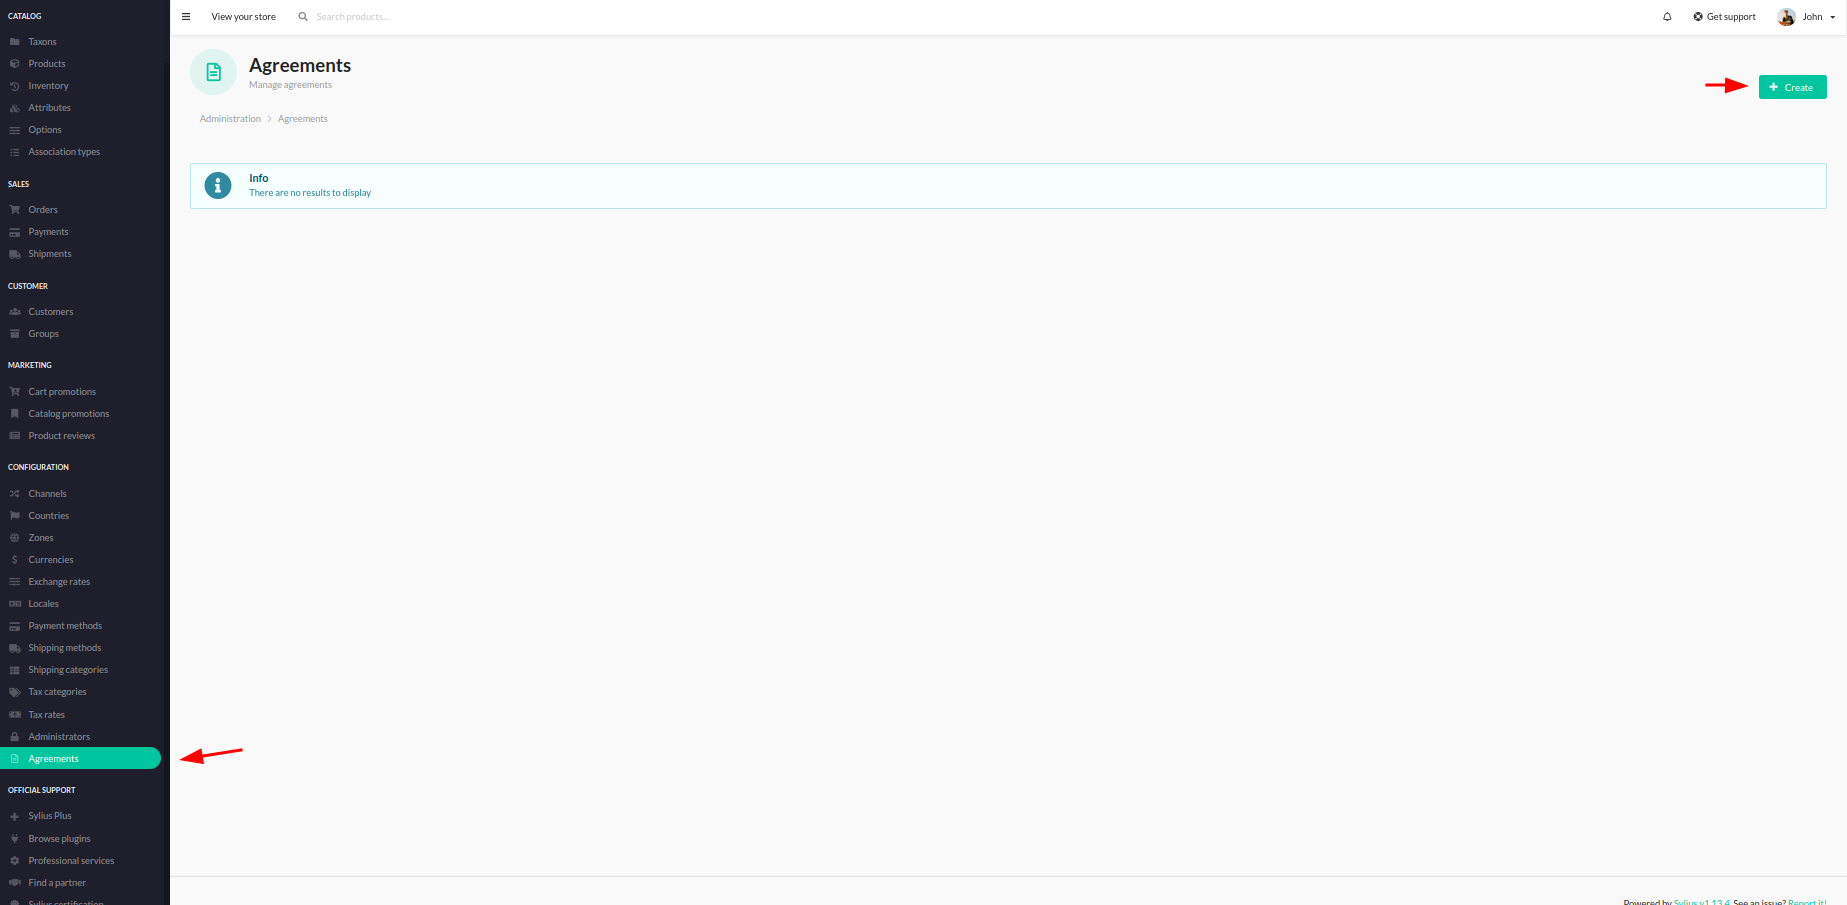 CATALOG
Taxons
Products
Inventory
Attributes
Options
Association types
SALES
Orders
Payments
Shipments
CUSTOMER
Customers
Groups
MARKETING
Cart promotions
Catalog promotions
Product reviews
CONFIGURATION
Channels
Countries
Zones
Currencies
Exchange rates
Locales
Payment methods
Shipping methods
Shipping categories
Tax categories
Tax rates
Administrators
Agreements
OFFICIAL SUPPORT
Sylius Plus
Browse plugins
Professional services
Find a partner
Sylius certification
View your store
Search products...
Get support
John
Agreements
Manage agreements
Create
Administration > Agreements
Info
There are no results to display
Powered by Sylius v1.13.4. See an issue? Report it!